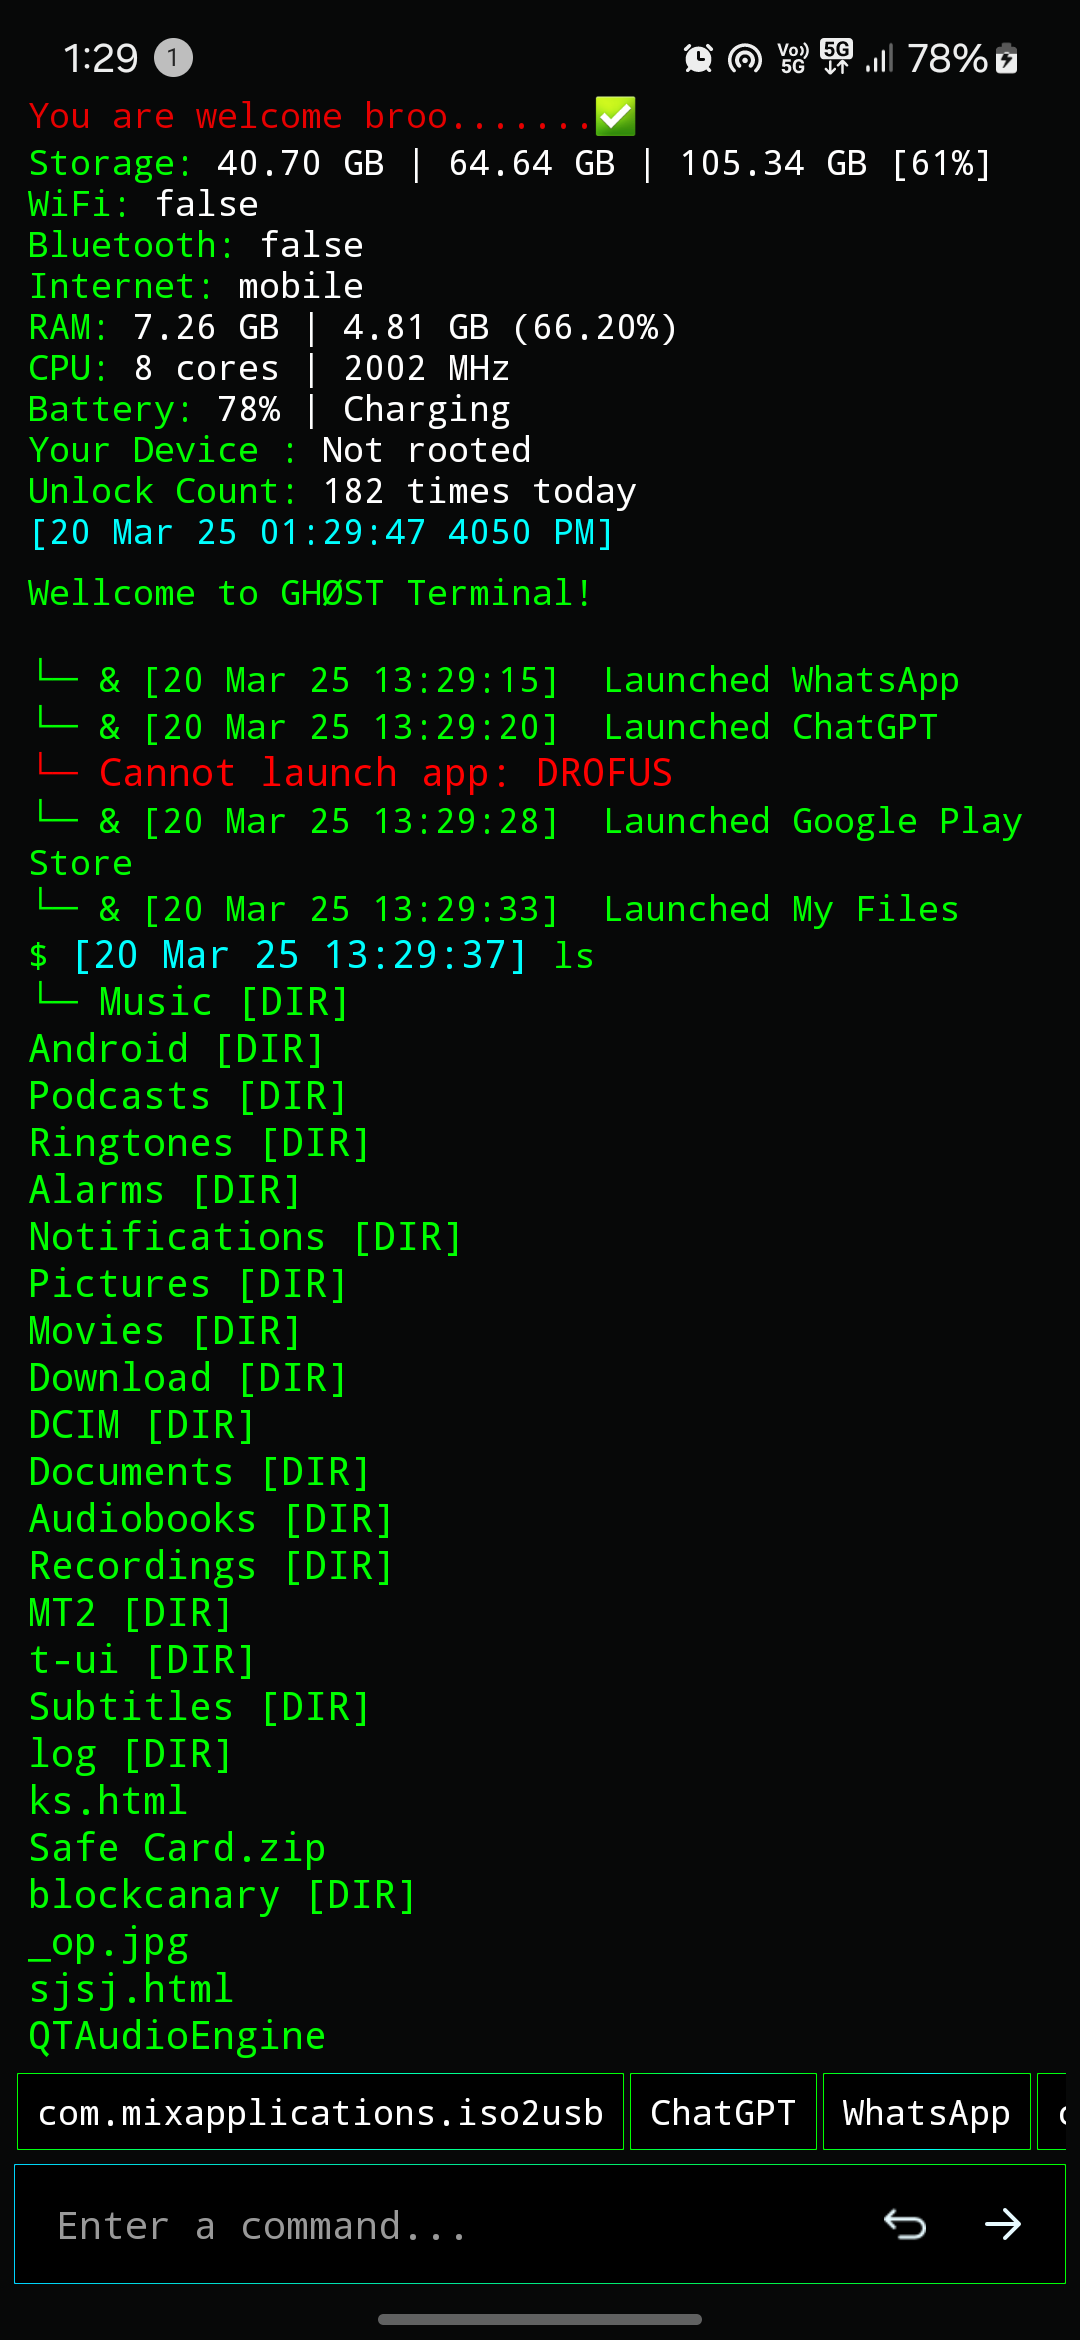 1:29 1 Vo)) 5G 5G 78%
You are welcome broo.......✅
Storage: 40.70 GB | 64.64 GB | 105.34 GB [61%]
WiFi: false
Bluetooth: false
Internet: mobile
RAM: 7.26 GB | 4.81 GB (66.20%)
CPU: 8 cores | 2002 MHz
Battery: 78% | Charging
Your Device : Not rooted
Unlock Count: 182 times today
[20 Mar 25 01:29:47 4050 PM]
Wellcome to GHØST Terminal!
└─ & [20 Mar 25 13:29:15]  Launched WhatsApp
└─ & [20 Mar 25 13:29:20]  Launched ChatGPT
└─ Cannot launch app: DROFUS
└─ & [20 Mar 25 13:29:28]  Launched Google Play
Store
└─ & [20 Mar 25 13:29:33]  Launched My Files
$ [20 Mar 25 13:29:37] ls
└─ Music [DIR]
Android [DIR]
Podcasts [DIR]
Ringtones [DIR]
Alarms [DIR]
Notifications [DIR]
Pictures [DIR]
Movies [DIR]
Download [DIR]
DCIM [DIR]
Documents [DIR]
Audiobooks [DIR]
Recordings [DIR]
MT2 [DIR]
t-ui [DIR]
Subtitles [DIR]
log [DIR]
ks.html
Safe Card.zip
blockcanary [DIR]
_op.jpg
sjsj.html
QTAudioEngine
com.mixapplications.iso2usb ChatGPT WhatsApp
Enter a command...